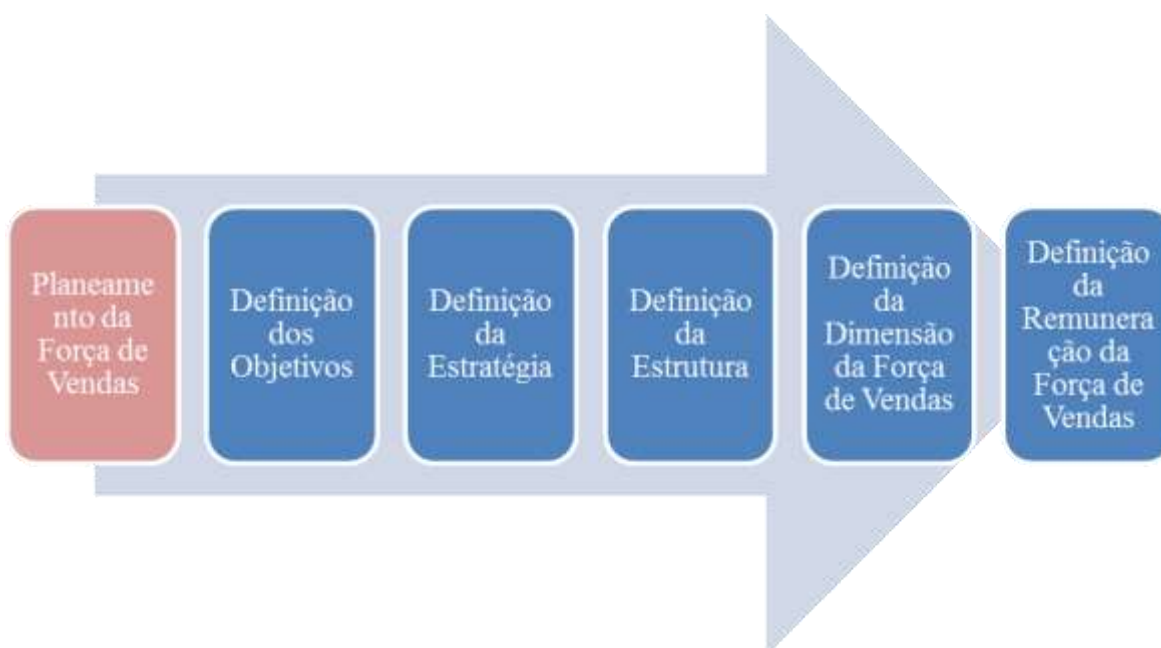 Planeame
nto da
Força de
Vendas
Definição
dos
Objetivos
Definição
da
Estratégia
Definição
da
Estrutura
Definição
da
Dimensão
da Força
de Vendas
Definição
da
Remunera
ção da
Força de
Vendas